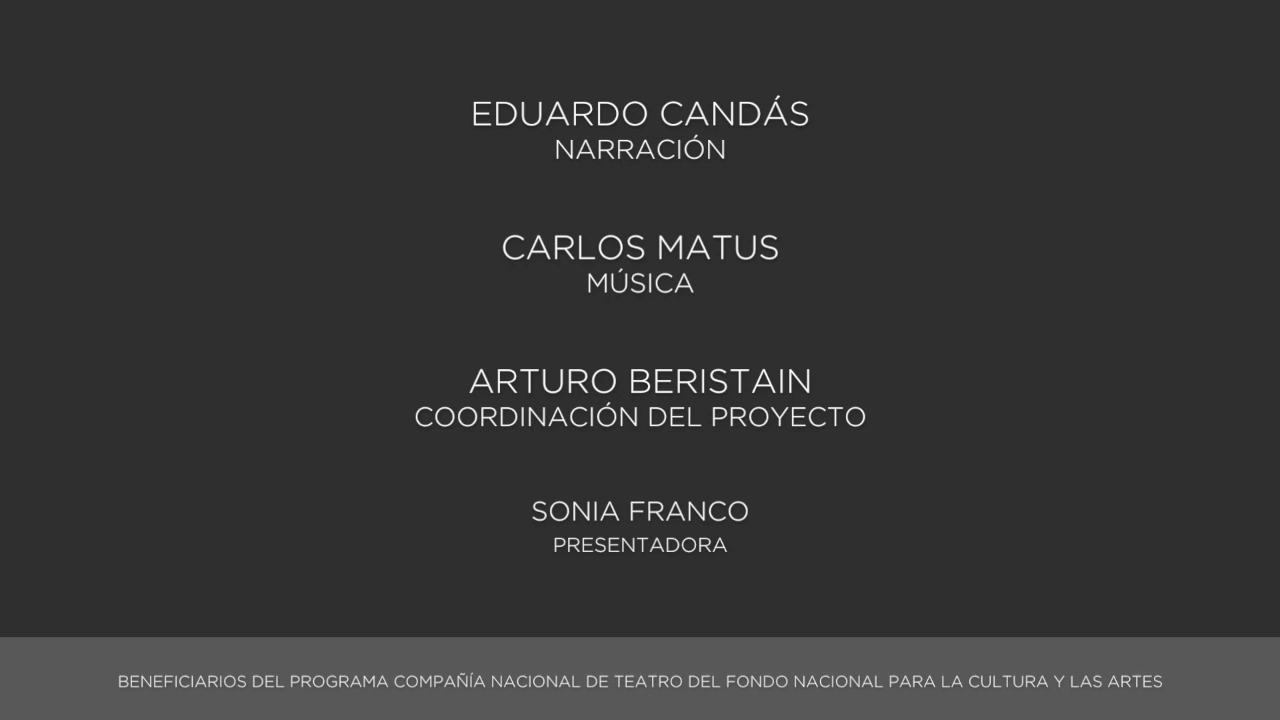 EDUARDO CANDÁS
NARRACIÓN
CARLOS MATUS
MÚSICA
ARTURO BERISTAIN
COORDINACIÓN DEL PROYECTO
SONIA FRANCO
PRESENTADORA
BENEFICIARIOS DEL PROGRAMA COMPAÑÍA NACIONAL DE TEATRO DEL FONDO NACIONAL PARA LA CULTURA Y LAS ARTES